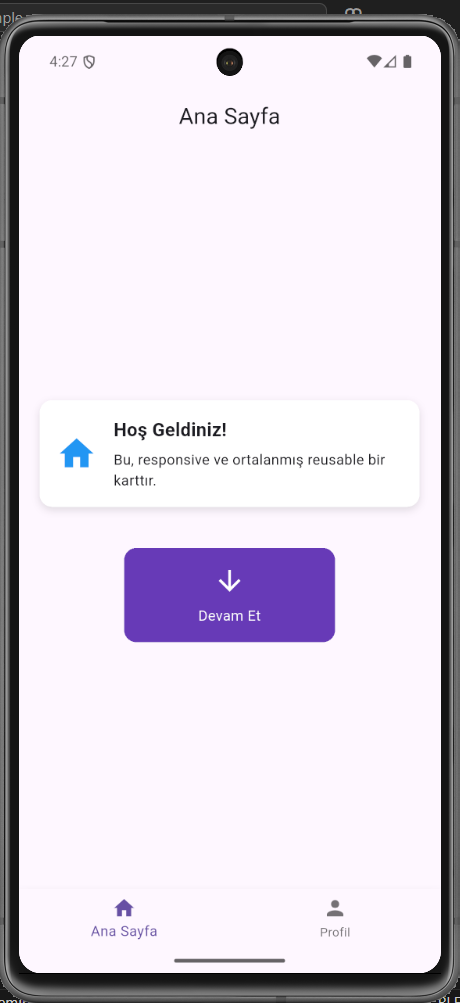 4:27
Ana Sayfa
Hoş Geldiniz!
Bu, responsive ve ortalanmış reusable bir
karttır.
Devam Et
Ana Sayfa
Profil